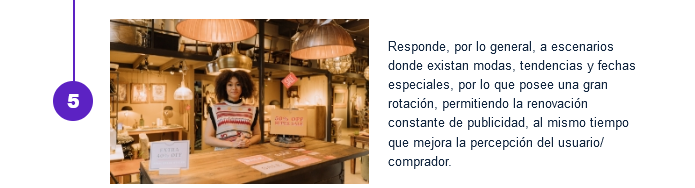 5
Responde, por lo general, a escenarios
donde existan modas, tendencias y fechas
especiales, por lo que posee una gran
rotación, permitiendo la renovación
constante de publicidad, al mismo tiempo
que mejora la percepción del usuario/
comprador.